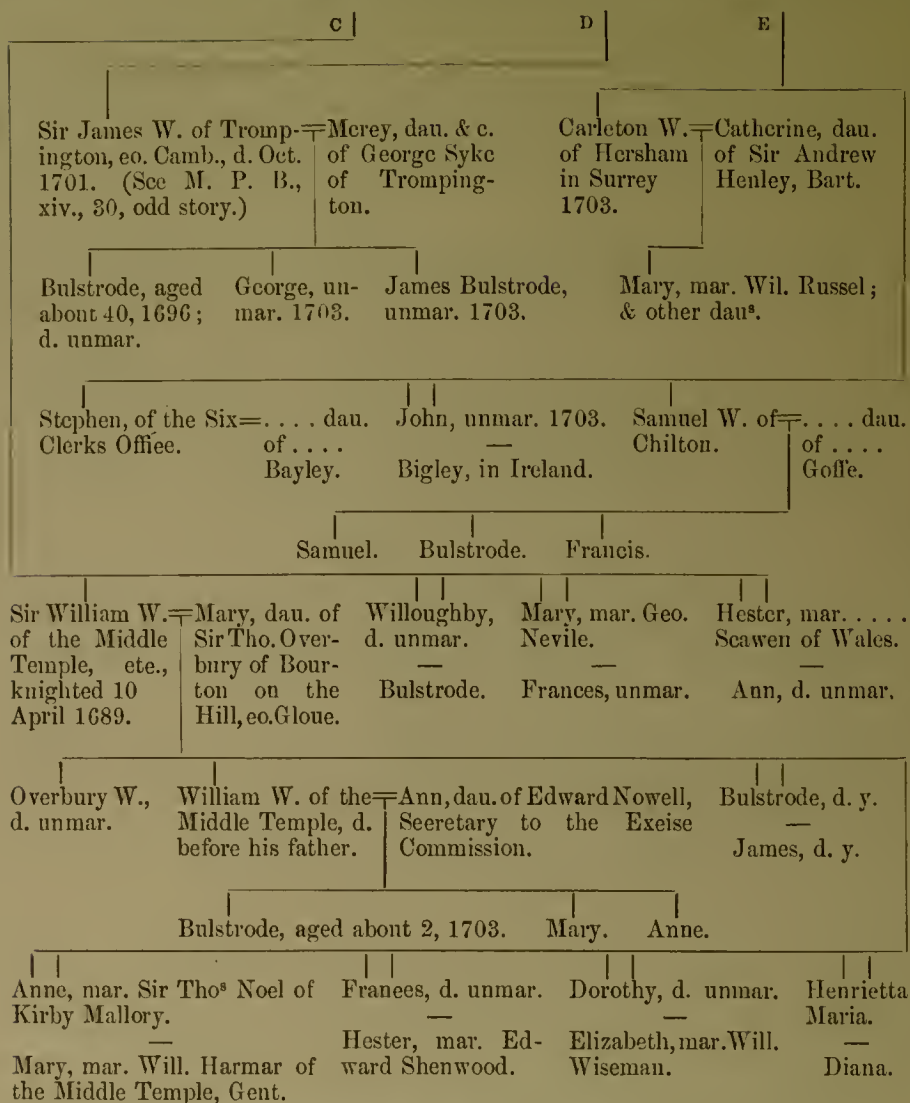 C D E
Sir James W. of Tromp-=Mercy, dau. & c.
ington, co. Camb., d. Oct. of George Syke
1701. (See M. P. B., of Tromping-
xiv., 30, odd story.) ton.
Carleton W.=Catherine, dau.
of Hersham of Sir Andrew
in Surrey Henley, Bart.
1703.
Bulstrode, aged
about 40, 1696;
d. unmar.
George, un-
mar. 1703.
James Bulstrode,
unmar. 1703.
Mary, mar. Wil. Russel;
& other dauˢ.
Stephen, of the Six=. . . . dau.
Clerks Office. of . . . .
Bayley.
John, unmar. 1703.
—
Bigley, in Ireland.
Samuel W. of=. . . . dau.
Chilton. of . . . .
Goffe.
Samuel. Bulstrode. Francis.
Sir William W.=Mary, dau. of
of the Middle Sir Tho. Over-
Temple, etc., bury of Bour-
knighted 10 ton on the
April 1689. Hill, co. Glouc.
Willoughby,
d. unmar.
—
Bulstrode.
Mary, mar. Geo.
Nevile.
—
Frances, unmar.
Hester, mar. . . . .
Scawen of Wales.
—
Ann, d. unmar.
Overbury W.,
d. unmar.
William W. of the=Ann, dau. of Edward Nowell,
Middle Temple, d. Secretary to the Excise
before his father. Commission.
Bulstrode, d. y.
—
James, d. y.
Bulstrode, aged about 2, 1703. Mary. Anne.
Anne, mar. Sir Thoˢ Noel of
Kirby Mallory.
—
Mary, mar. Will. Harmar of
the Middle Temple, Gent.
Frances, d. unmar.
—
Hester, mar. Ed-
ward Shenwood.
Dorothy, d. unmar.
—
Elizabeth, mar. Will.
Wiseman.
Henrietta
Maria.
—
Diana.